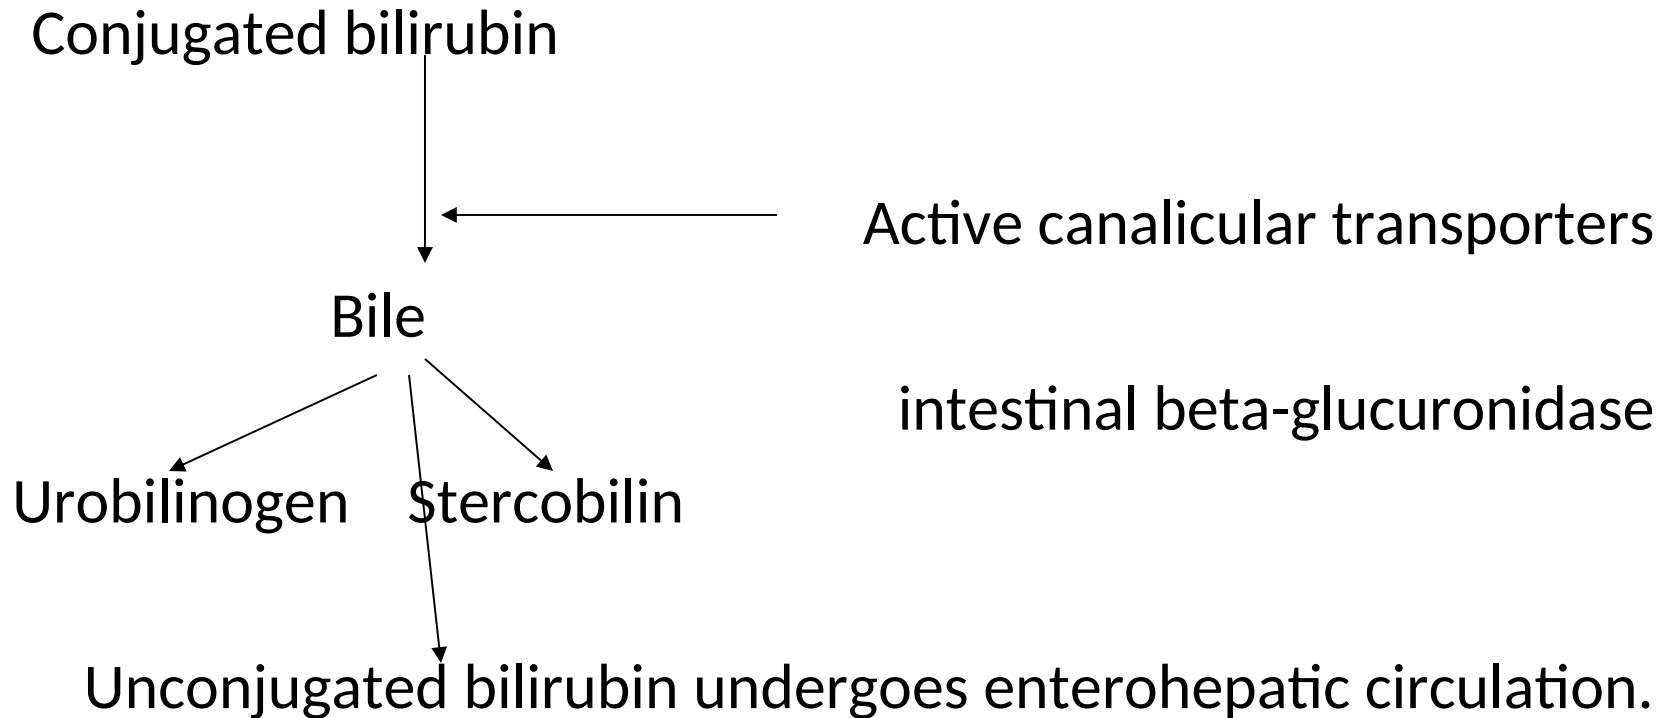 Conjugated bilirubin
Active canalicular transporters
Bile
intestinal beta-glucuronidase
Urobilinogen Stercobilin
Unconjugated bilirubin undergoes enterohepatic circulation.